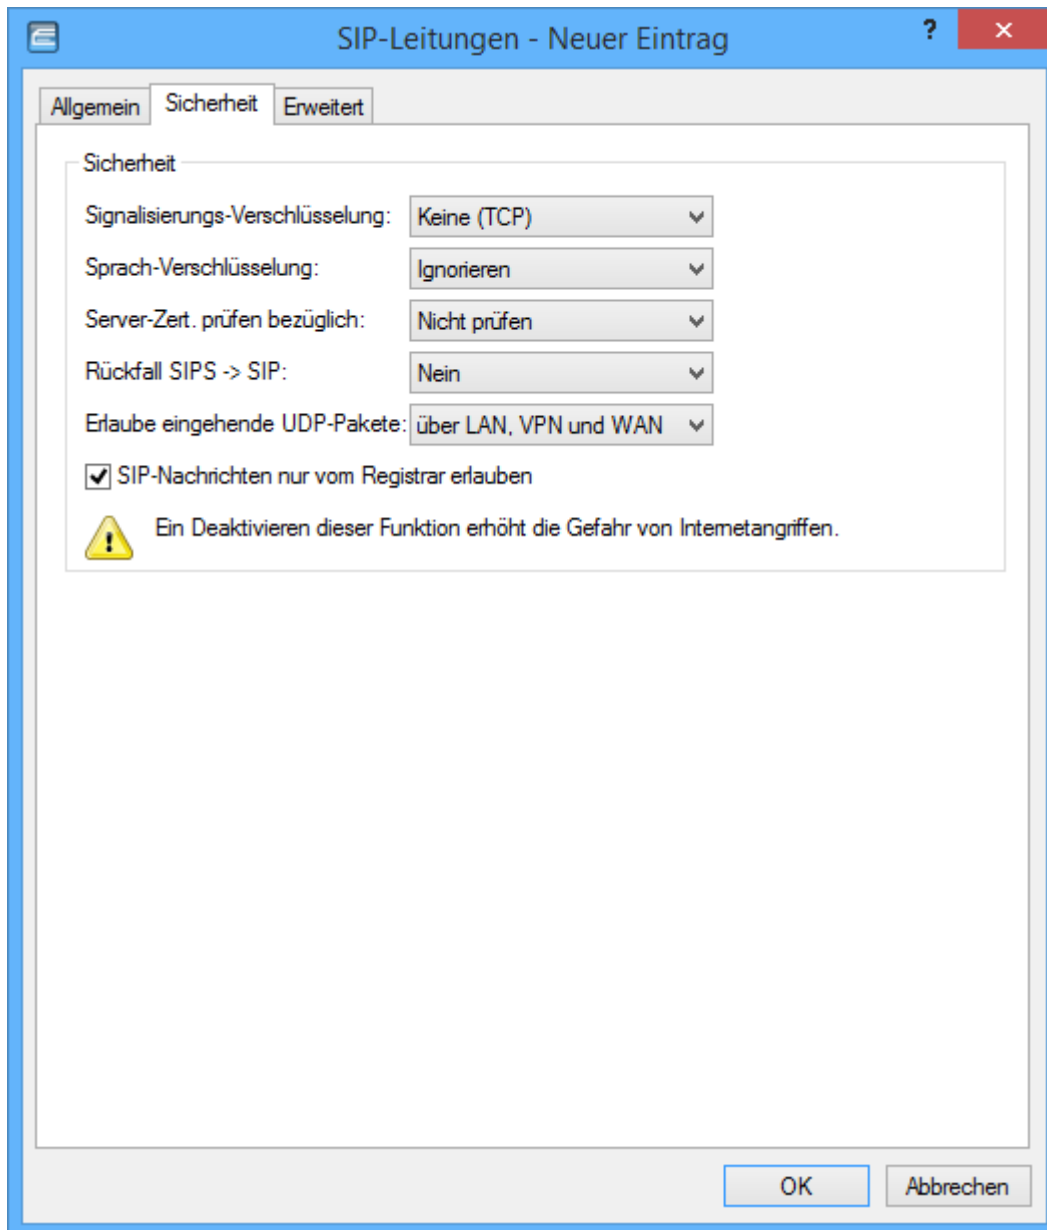 SIP-Leitungen - Neuer Eintrag
?
Allgemein Sicherheit Erweitert
Sicherheit
Signalisierungs-Verschlüsselung: Keine (TCP)
Sprach-Verschlüsselung: Ignorieren
Server-Zert. prüfen bezüglich: Nicht prüfen
Rückfall SIPS -> SIP: Nein
Erlaube eingehende UDP-Pakete: über LAN, VPN und WAN
SIP-Nachrichten nur vom Registrar erlauben
Ein Deaktivieren dieser Funktion erhöht die Gefahr von Internetangriffen.
OK Abbrechen